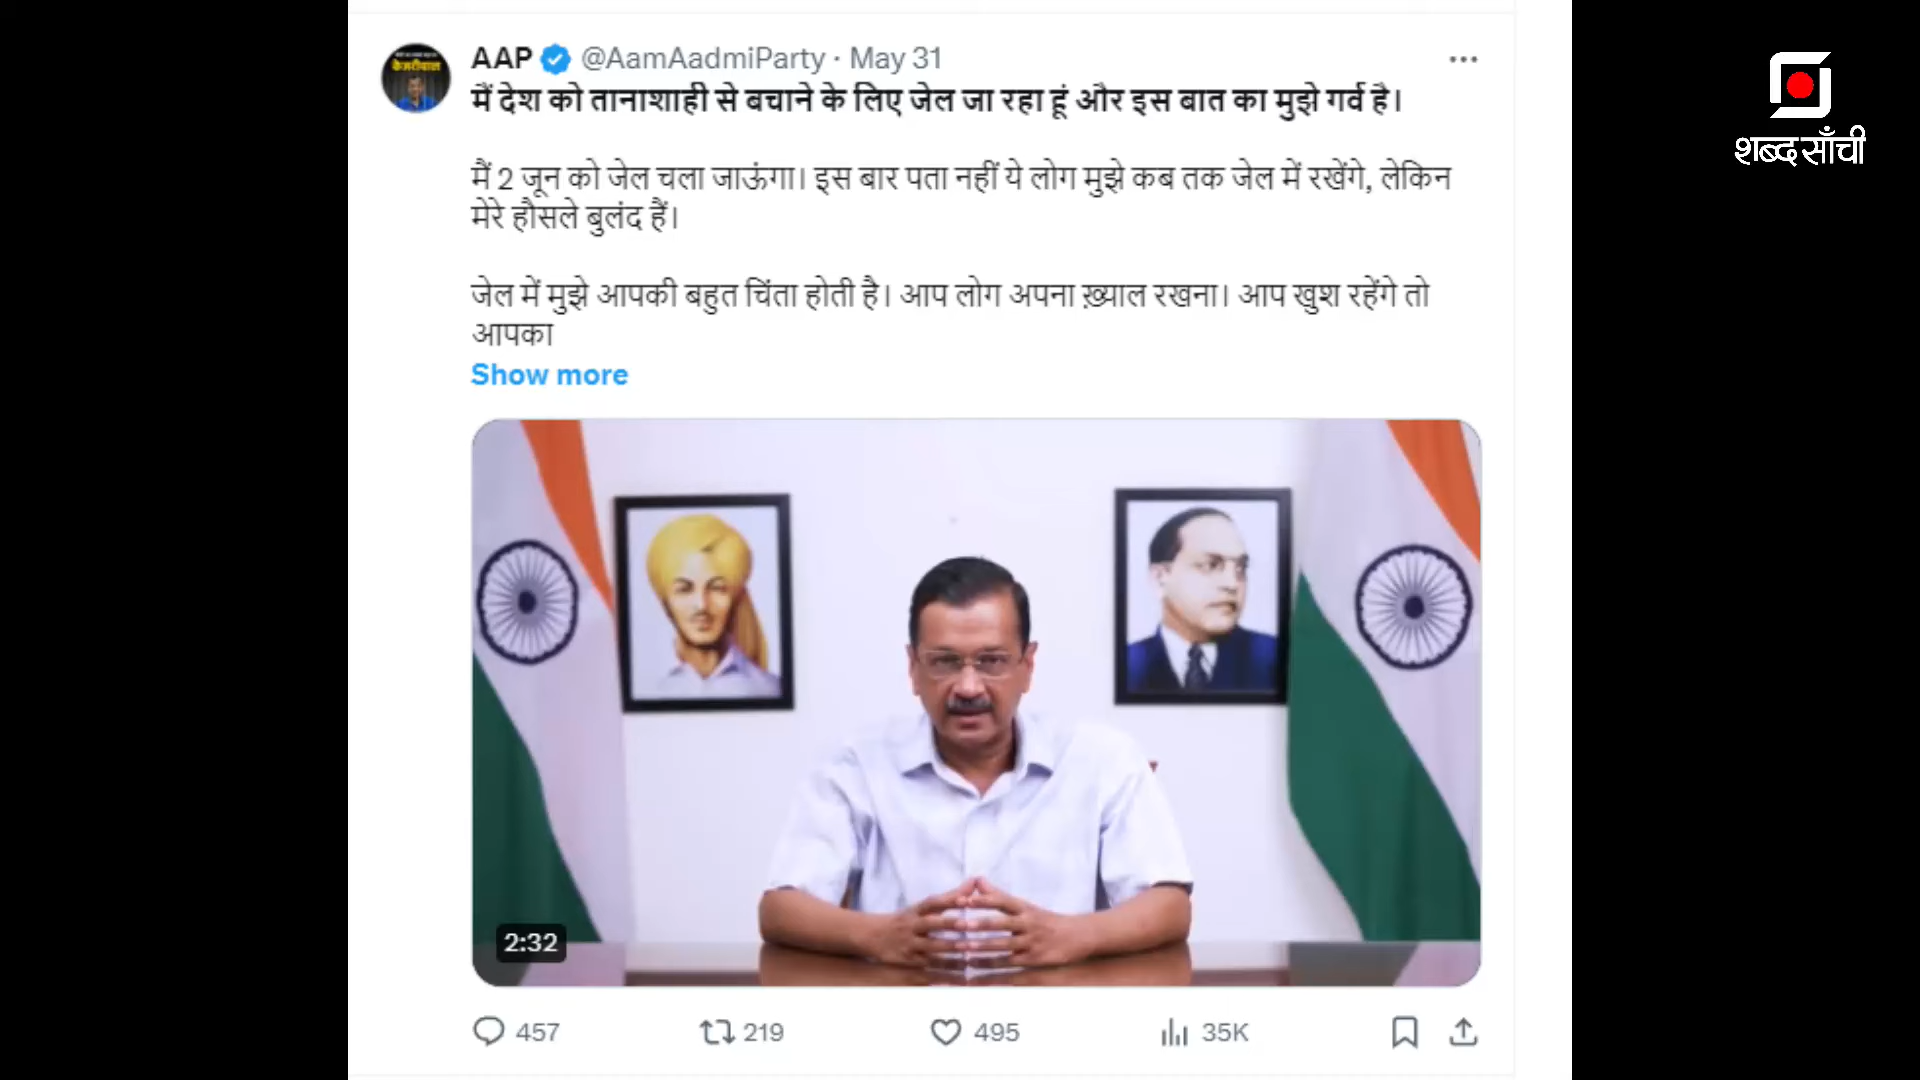 AAP @AamAadmiParty · May 31
मैं देश को तानाशाही से बचाने के लिए जेल जा रहा हूं और इस बात का मुझे गर्व है।
मैं 2 जून को जेल चला जाऊंगा। इस बार पता नहीं ये लोग मुझे कब तक जेल में रखेंगे, लेकिन
मेरे हौसले बुलंद हैं।
जेल में मुझे आपकी बहुत चिंता होती है। आप लोग अपना ख़्याल रखना। आप खुश रहेंगे तो
आपका
Show more
2:32
457 219 495 35K
शब्द साँची
केजरीवाल